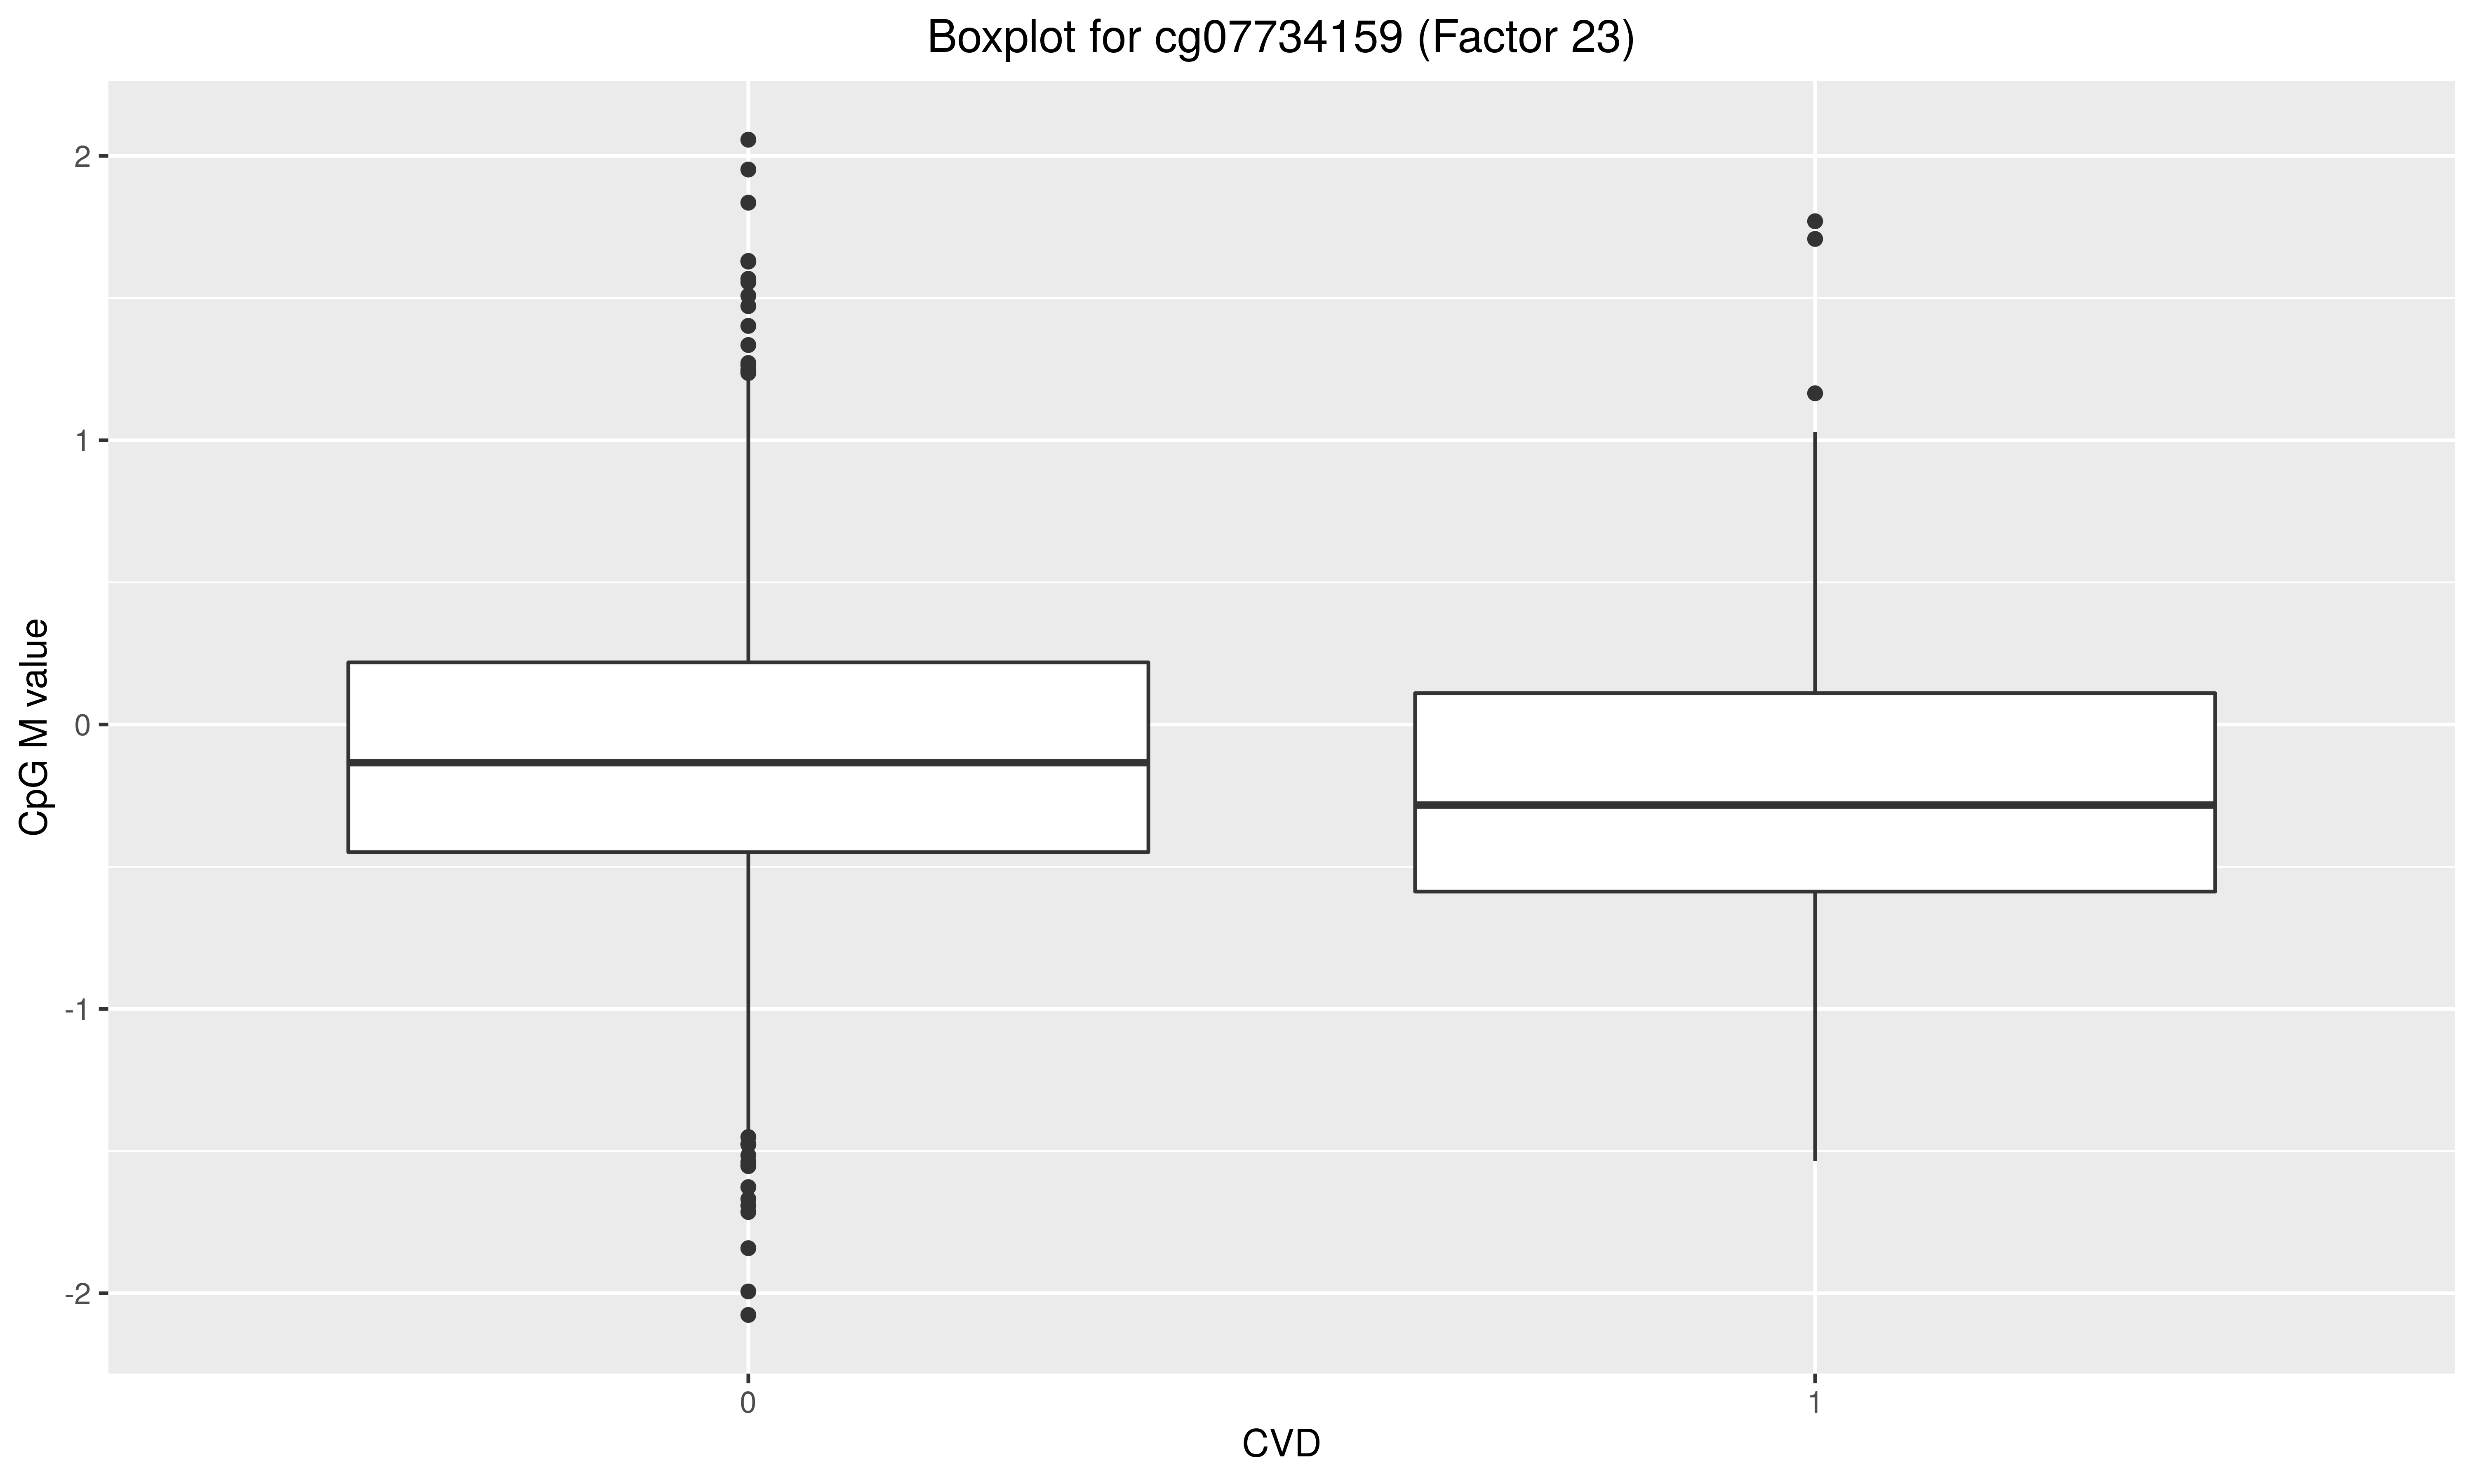 Boxplot for cg07734159 (Factor 23)
CpG M value
2
1
0
-1
-2
0
1
CVD